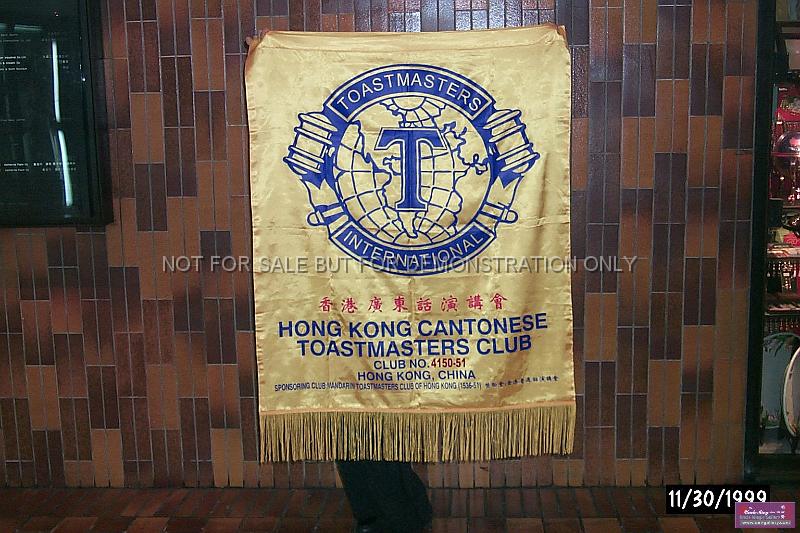 TOASTMASTERS
T
INTERNATIONAL
NOT FOR SALE BUT FOR DEMONSTRATION ONLY
香港廣東話演講會
HONG KONG CANTONESE
TOASTMASTERS CLUB
CLUB NO. 4150-51
HONG KONG, CHINA
SPONSORING CLUB:MANDARIN TOASTMASTERS CLUB OF HONG KONG (1536-51)
11/30/1999